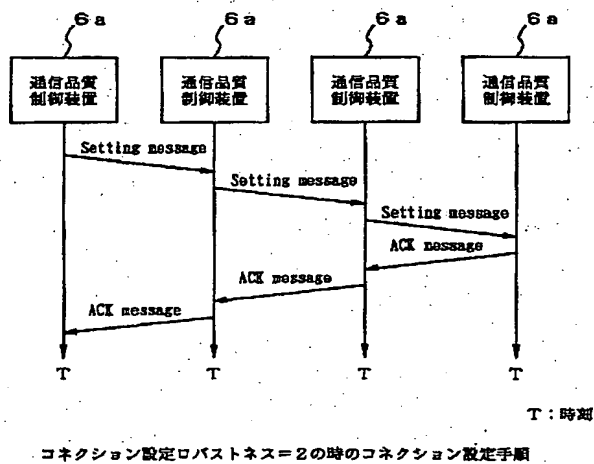 6a 6a 6a 6a
通信品質 通信品質 通信品質 通信品質
制御装置 制御装置 制御装置 制御装置
Setting message
Setting message
Setting message
ACK message
ACK message
ACK message
T T T T
T：時刻
コネクション設定ロバストネス＝2の時のコネクション設定手順